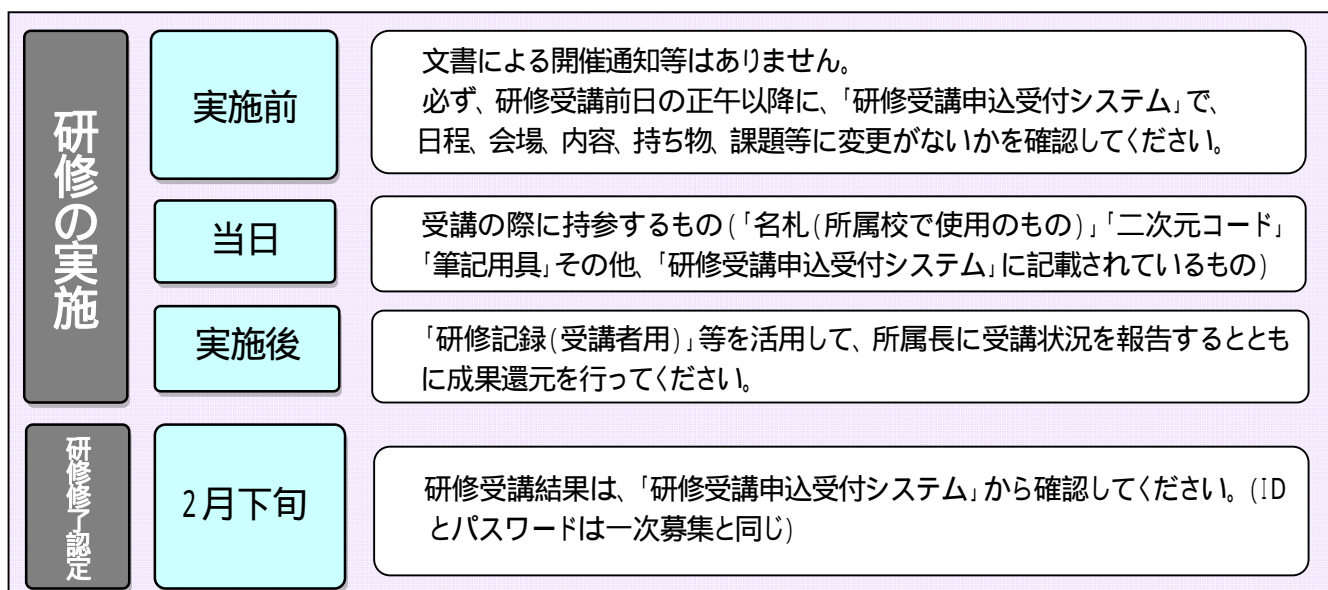 研修の実施
実施前
文書による開催通知等はありません。
必ず、研修受講前日の正午以降に、「研修受講申込受付システム」で、
日程、会場、内容、持ち物、課題等に変更がないかを確認してください。
当日
受講の際に持参するもの(「名札(所属校で使用のもの)」「二次元コード」
「筆記用具」その他、「研修受講申込受付システム」に記載されているもの)
実施後
「研修記録(受講者用)」等を活用して、所属長に受講状況を報告するととも
に成果還元を行ってください。
研修修了認定
2月下旬
研修受講結果は、「研修受講申込受付システム」から確認してください。(ID
とパスワードは一次募集と同じ)